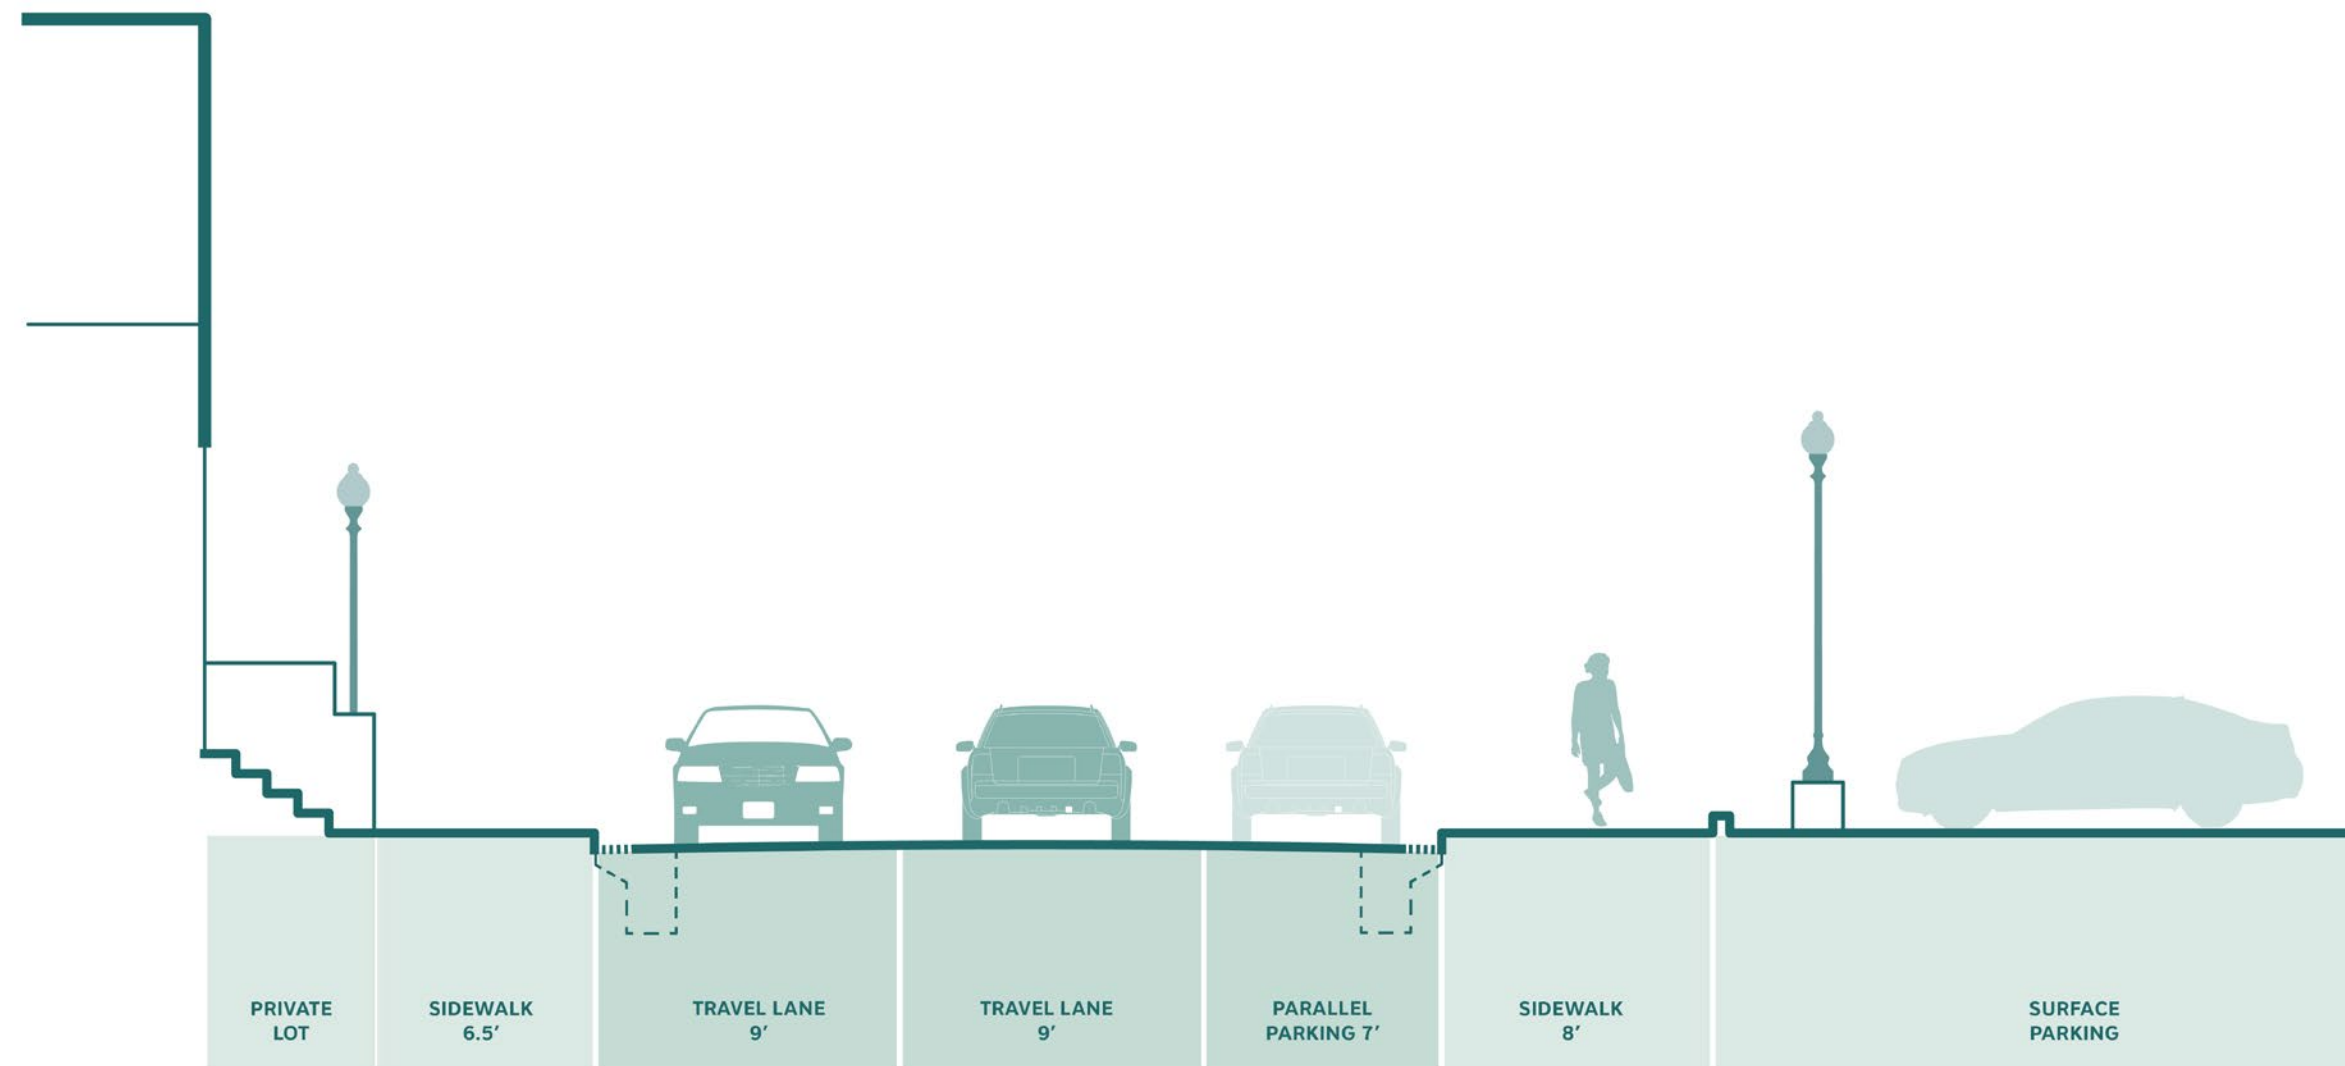 PRIVATE
LOT
SIDEWALK
6.5′
TRAVEL LANE
9′
TRAVEL LANE
9′
PARALLEL
PARKING 7′
SIDEWALK
8′
SURFACE
PARKING